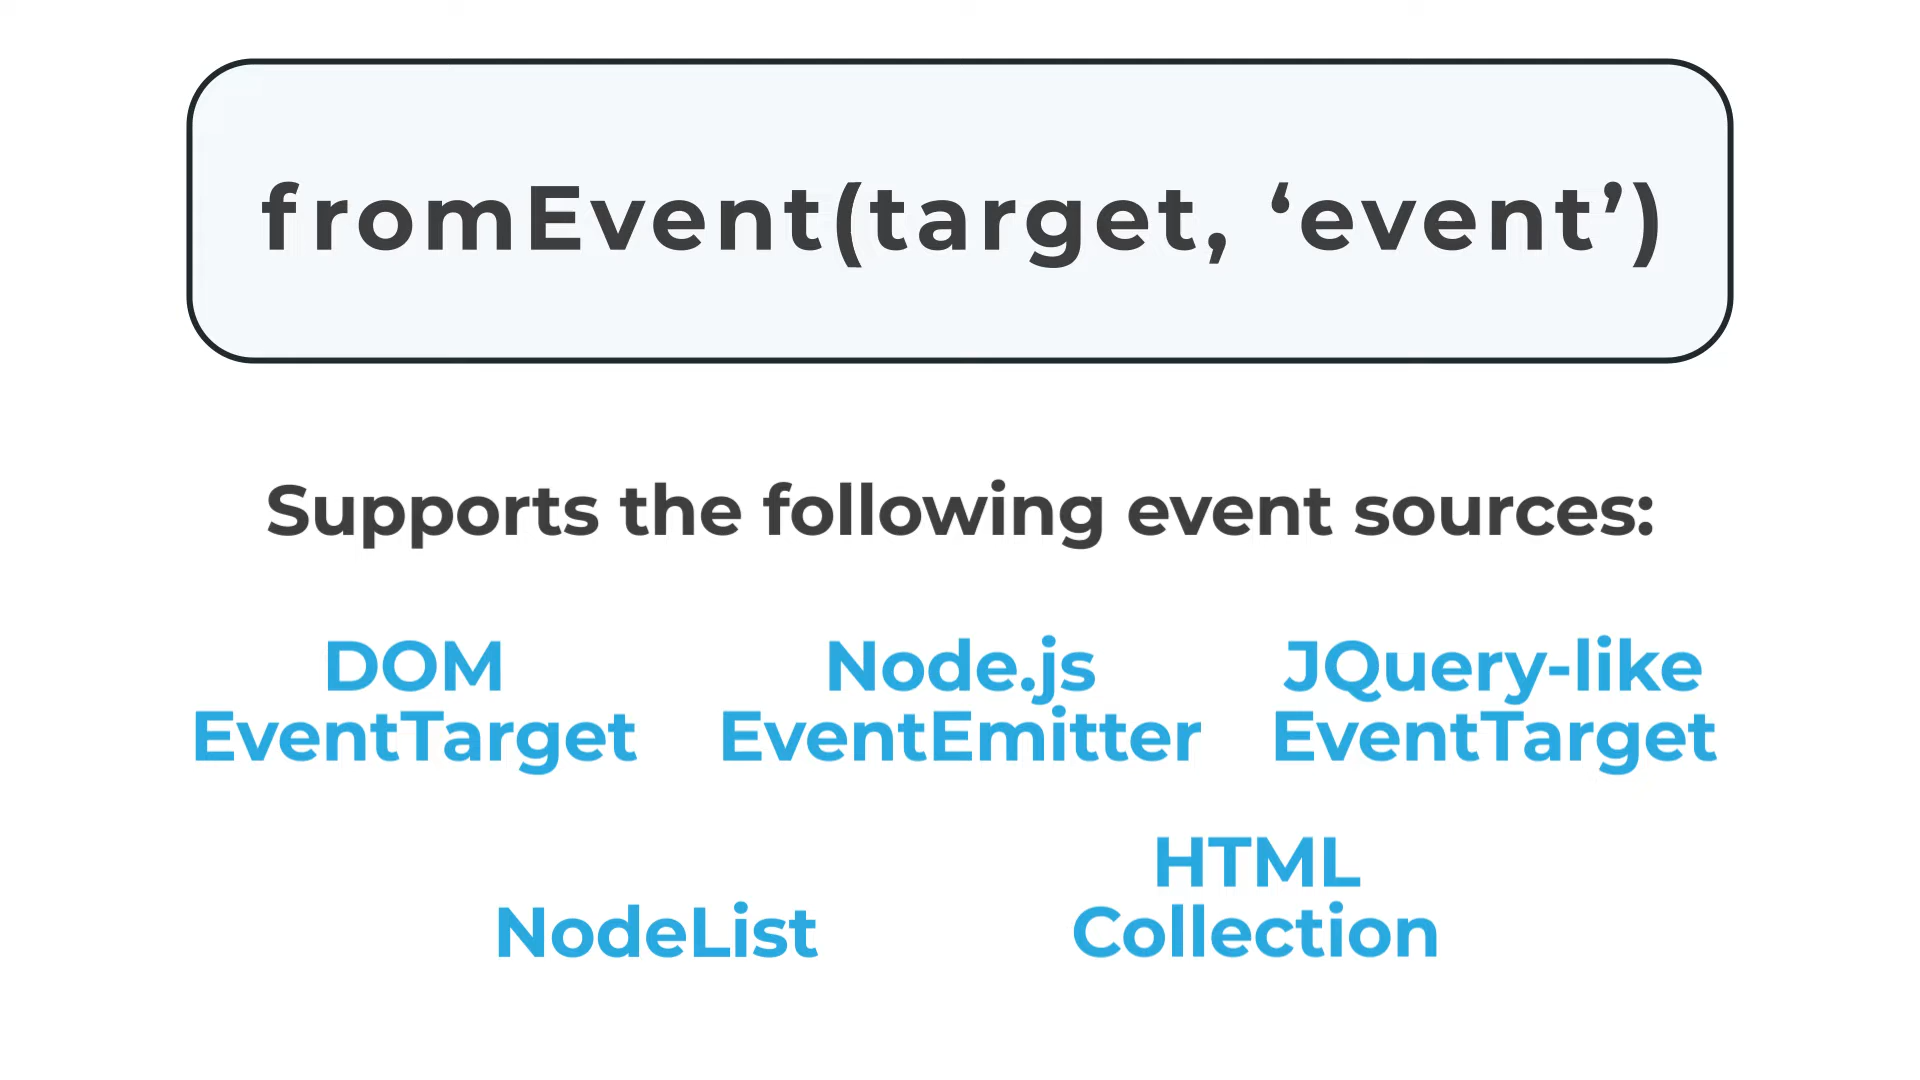 fromEvent(target, ‘event’)
Supports the following event sources:
DOM
EventTarget
Node.js
EventEmitter
JQuery-like
EventTarget
NodeList
HTML
Collection